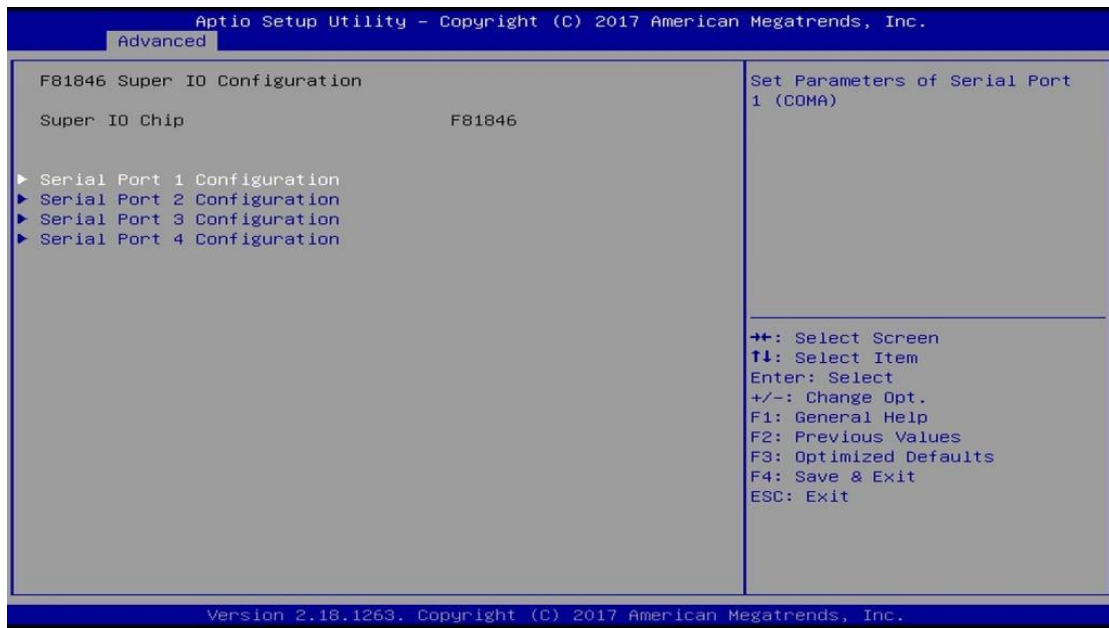 Aptio Setup Utility – Copyright (C) 2017 American Megatrends, Inc.
Advanced
F81846 Super IO Configuration
Super IO Chip F81846
► Serial Port 1 Configuration
► Serial Port 2 Configuration
► Serial Port 3 Configuration
► Serial Port 4 Configuration
Set Parameters of Serial Port
1 (COMA)
→←: Select Screen
↑↓: Select Item
Enter: Select
+/-: Change Opt.
F1: General Help
F2: Previous Values
F3: Optimized Defaults
F4: Save & Exit
ESC: Exit
Version 2.18.1263. Copyright (C) 2017 American Megatrends, Inc.